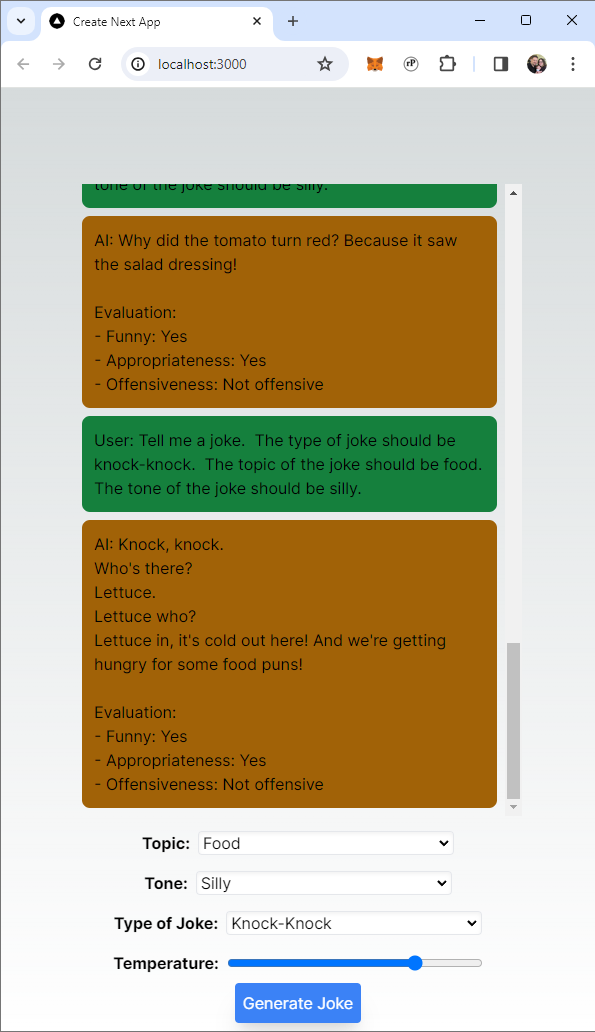 Create Next App
localhost:3000
rP
tone of the joke should be silly.
AI: Why did the tomato turn red? Because it saw
the salad dressing!
Evaluation:
- Funny: Yes
- Appropriateness: Yes
- Offensiveness: Not offensive
User: Tell me a joke.  The type of joke should be
knock-knock.  The topic of the joke should be food.
The tone of the joke should be silly.
AI: Knock, knock.
Who's there?
Lettuce.
Lettuce who?
Lettuce in, it's cold out here! And we're getting
hungry for some food puns!
Evaluation:
- Funny: Yes
- Appropriateness: Yes
- Offensiveness: Not offensive
Topic: Food
Tone: Silly
Type of Joke: Knock-Knock
Temperature:
Generate Joke